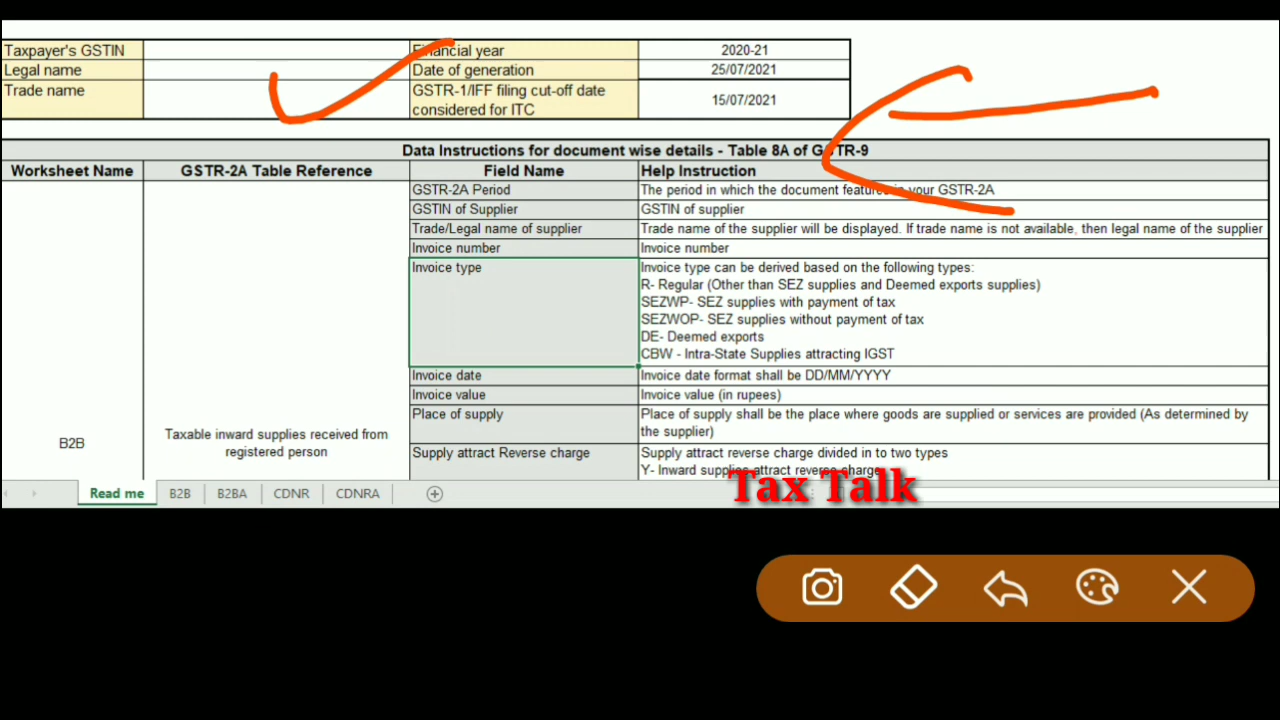 Taxpayer's GSTIN Financial year 2020-21
Legal name Date of generation 25/07/2021
Trade name GSTR-1/IFF filing cut-off date considered for ITC 15/07/2021
Data Instructions for document wise details - Table 8A of GSTR-9
Worksheet Name GSTR-2A Table Reference Field Name Help Instruction
GSTR-2A Period The period in which the document featured in your GSTR-2A
GSTIN of Supplier GSTIN of supplier
Trade/Legal name of supplier Trade name of the supplier will be displayed. If trade name is not available, then legal name of the supplier
Invoice number Invoice number
Invoice type Invoice type can be derived based on the following types:
R- Regular (Other than SEZ supplies and Deemed exports supplies)
SEZWP- SEZ supplies with payment of tax
SEZWOP- SEZ supplies without payment of tax
DE- Deemed exports
CBW - Intra-State Supplies attracting IGST
Invoice date Invoice date format shall be DD/MM/YYYY
Invoice value Invoice value (in rupees)
Place of supply Place of supply shall be the place where goods are supplied or services are provided (As determined by
the supplier)
B2B Taxable inward supplies received from
registered person
Supply attract Reverse charge Supply attract reverse charge divided in to two types
Y- Inward supplies attract reverse charge
Tax Talk
Read me B2B B2BA CDNR CDNRA